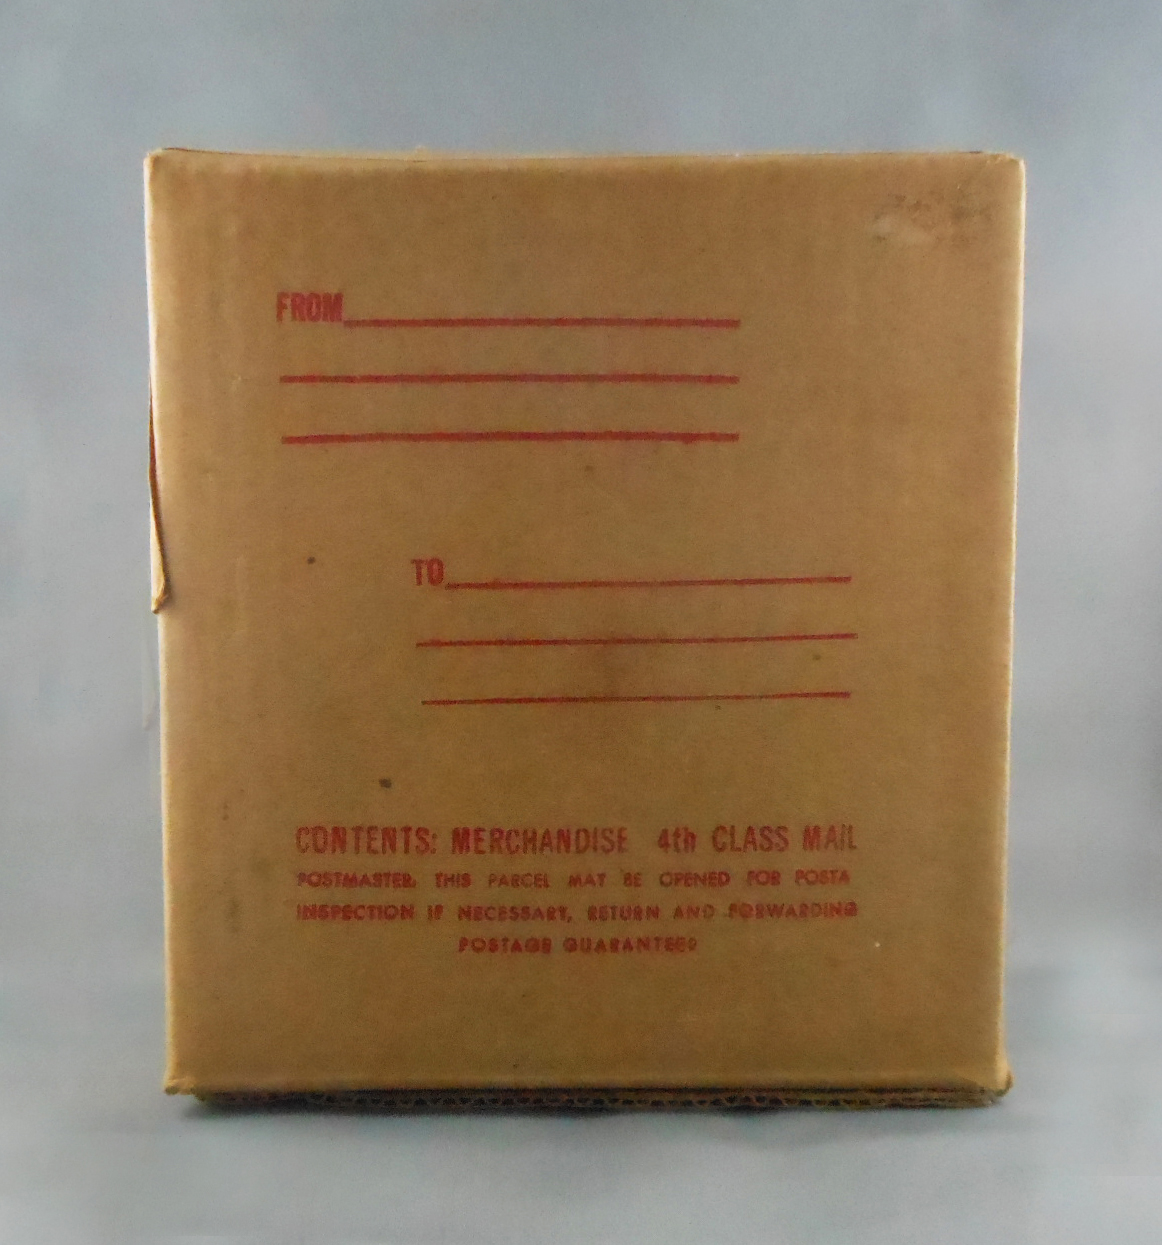 FROM
TO
CONTENTS: MERCHANDISE 4th CLASS MAIL
POSTMASTER, THIS PARCEL MAY BE OPENED FOR POSTA
INSPECTION IF NECESSARY, RETURN AND FORWARDING
POSTAGE GUARANTEED